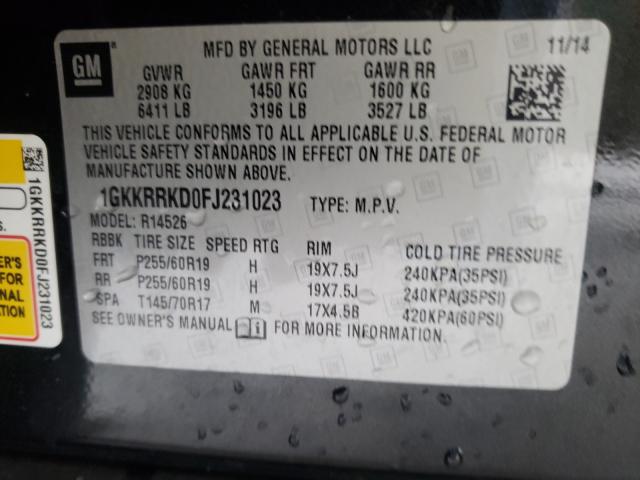 GM
MFD BY GENERAL MOTORS LLC 11/14
GVWR GAWR FRT GAWR RR
2908 KG 1450 KG 1600 KG
6411 LB 3196 LB 3527 LB
THIS VEHICLE CONFORMS TO ALL APPLICABLE U.S. FEDERAL MOTOR
VEHICLE SAFETY STANDARDS IN EFFECT ON THE DATE OF
MANUFACTURE SHOWN ABOVE.
1GKKRRKD0FJ231023 TYPE: M.P.V.
MODEL: R14526
RBBK TIRE SIZE SPEED RTG RIM COLD TIRE PRESSURE
FRT P255/60R19 H 19X7.5J 240KPA(35PSI)
RR P255/60R19 H 19X7.5J 240KPA(35PSI)
SPA T145/70R17 M 17X4.5B 420KPA(60PSI)
SEE OWNER'S MANUAL FOR MORE INFORMATION.
1GKKRRKD0FJ231023
ER'S
FOR
NAL
ATION